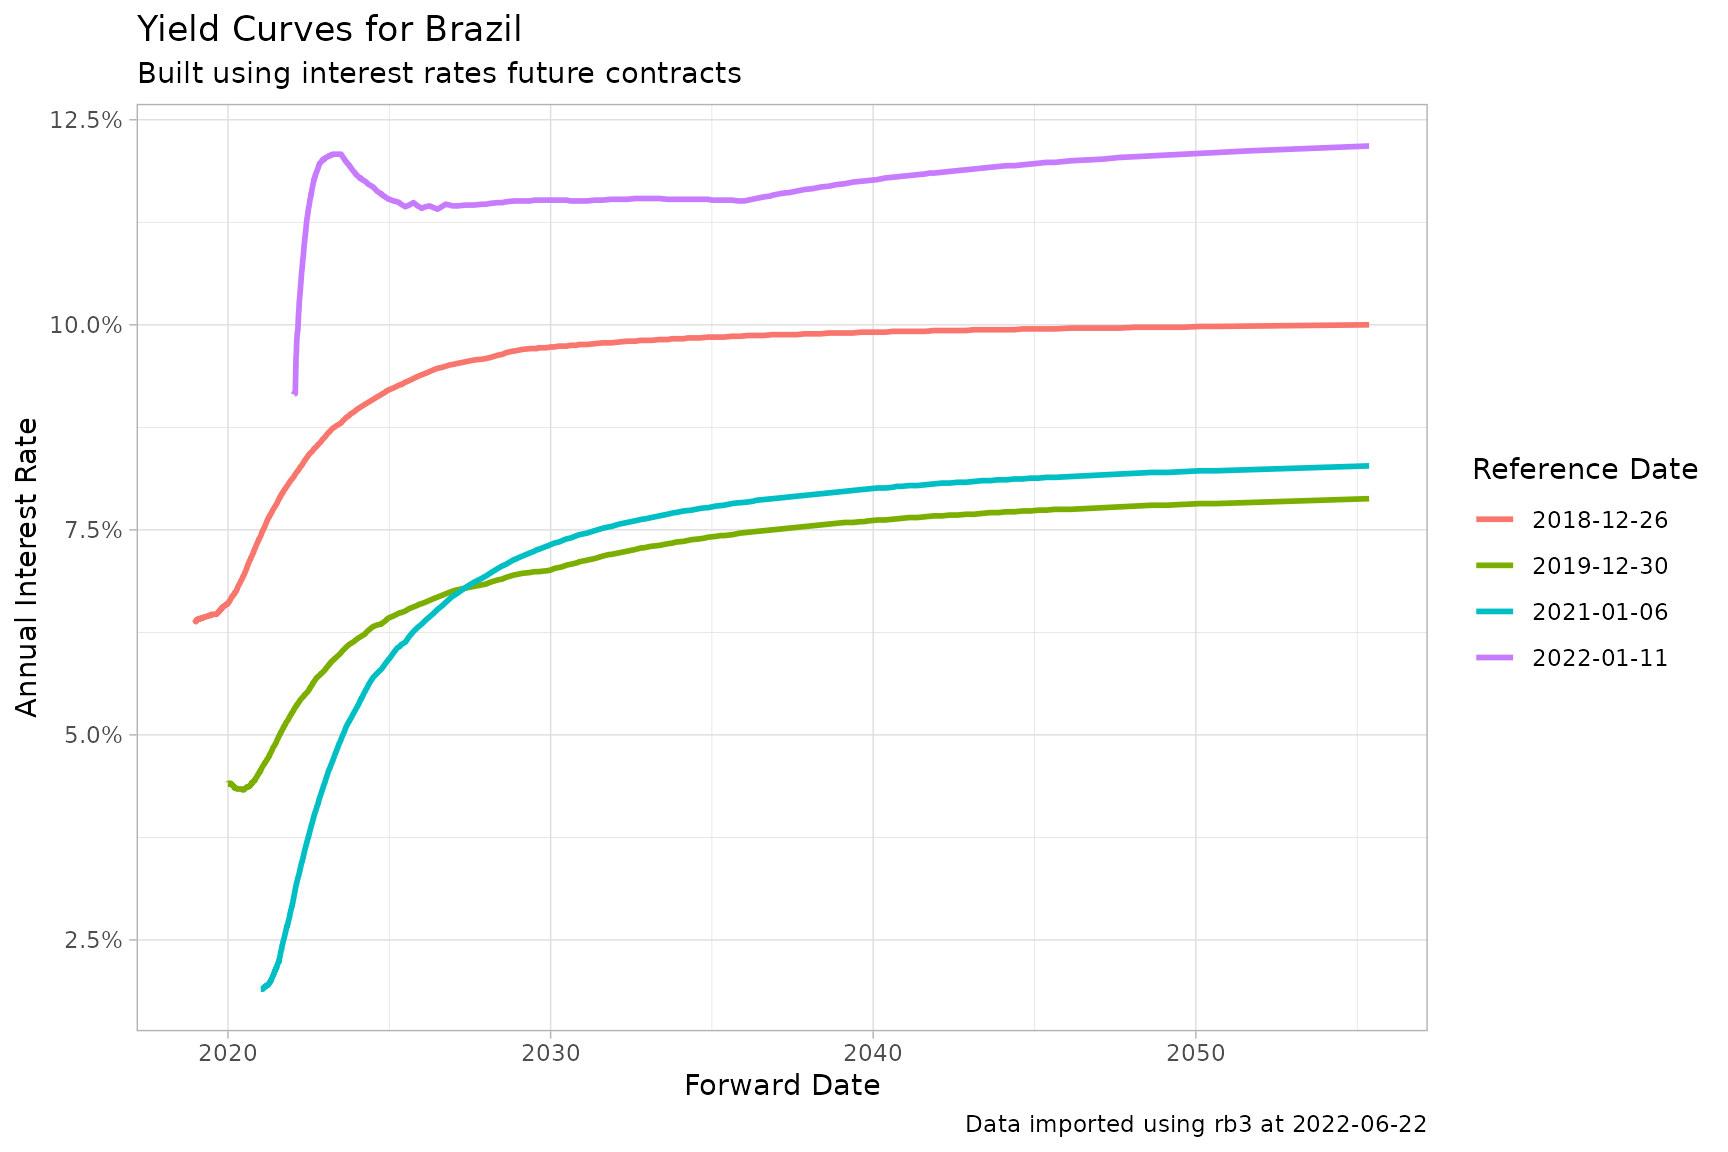 Yield Curves for Brazil
Built using interest rates future contracts
12.5%
10.0%
7.5%
5.0%
2.5%
Annual Interest Rate
2020
2030
2040
2050
Forward Date
Reference Date
2018-12-26
2019-12-30
2021-01-06
2022-01-11
Data imported using rb3 at 2022-06-22